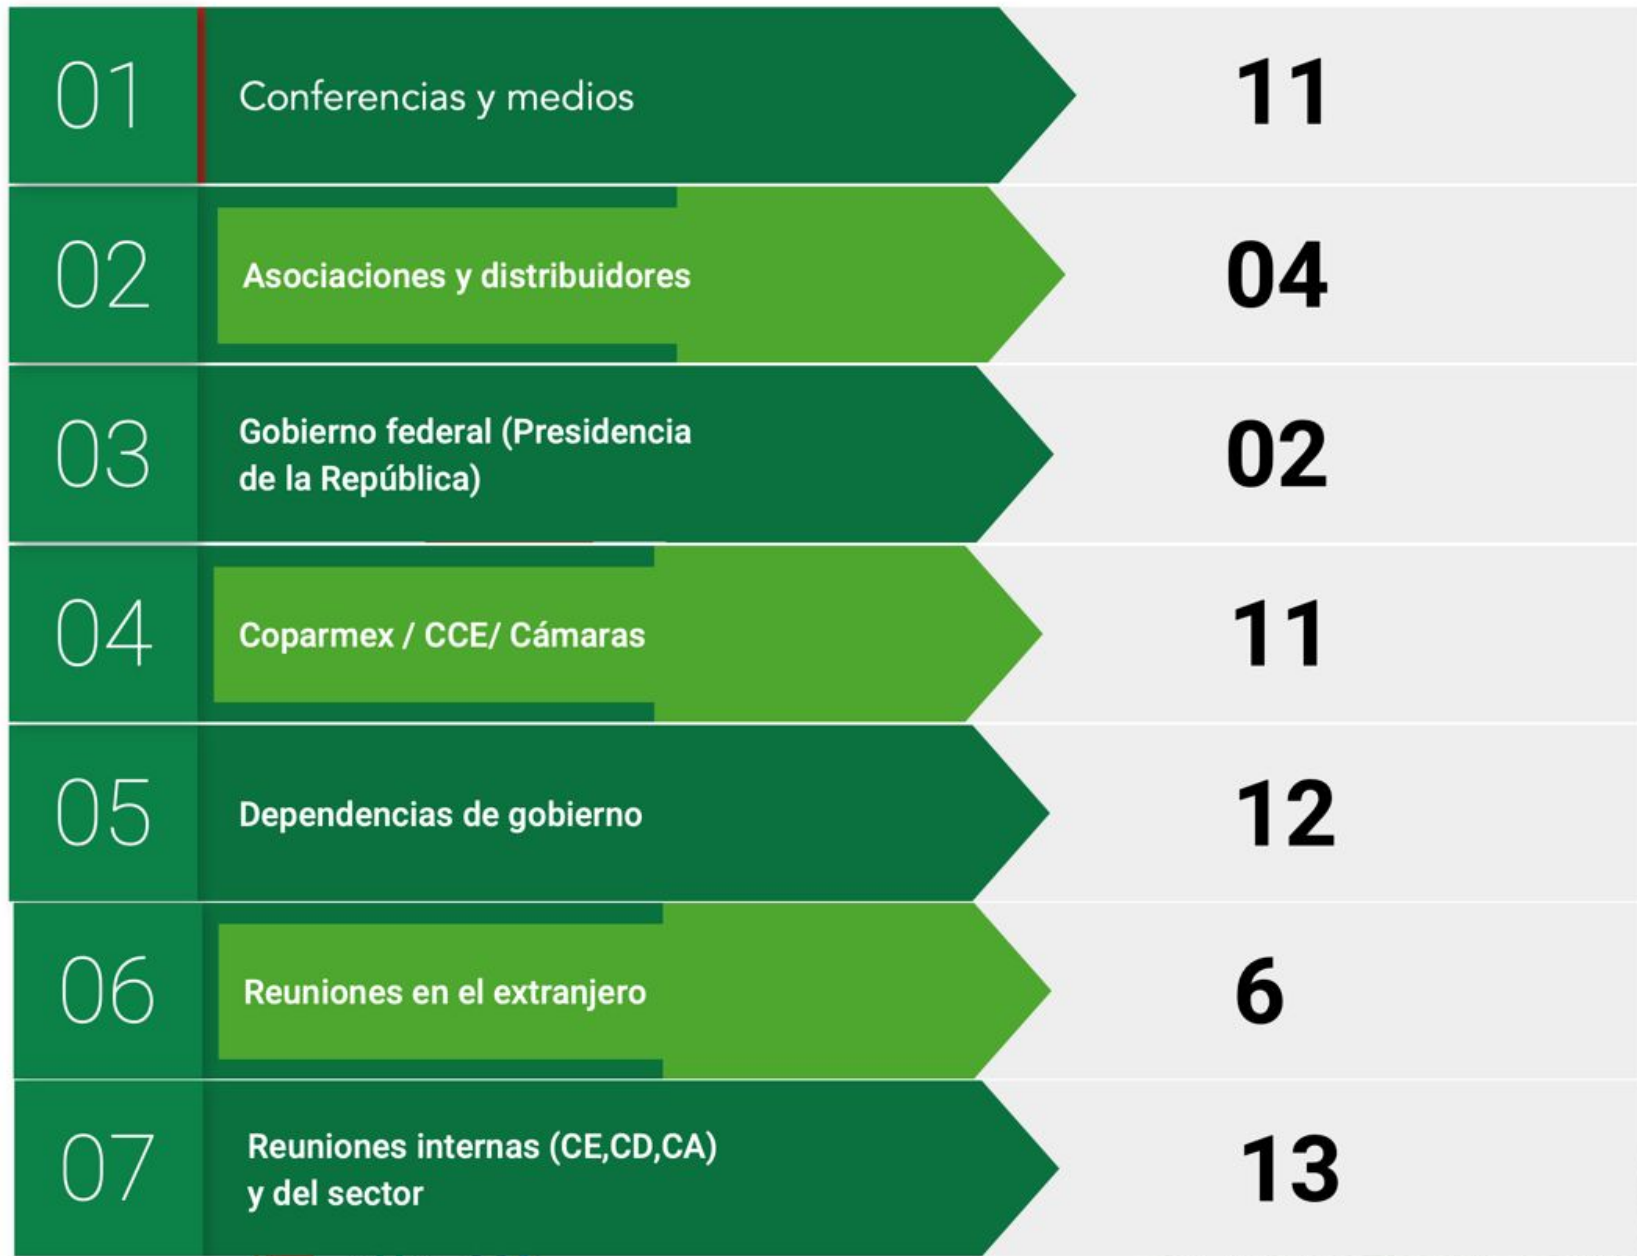 01 Conferencias y medios 11
02 Asociaciones y distribuidores 04
03 Gobierno federal (Presidencia
de la República) 02
04 Coparmex / CCE/ Cámaras 11
05 Dependencias de gobierno 12
06 Reuniones en el extranjero 6
07 Reuniones internas (CE,CD,CA)
y del sector 13